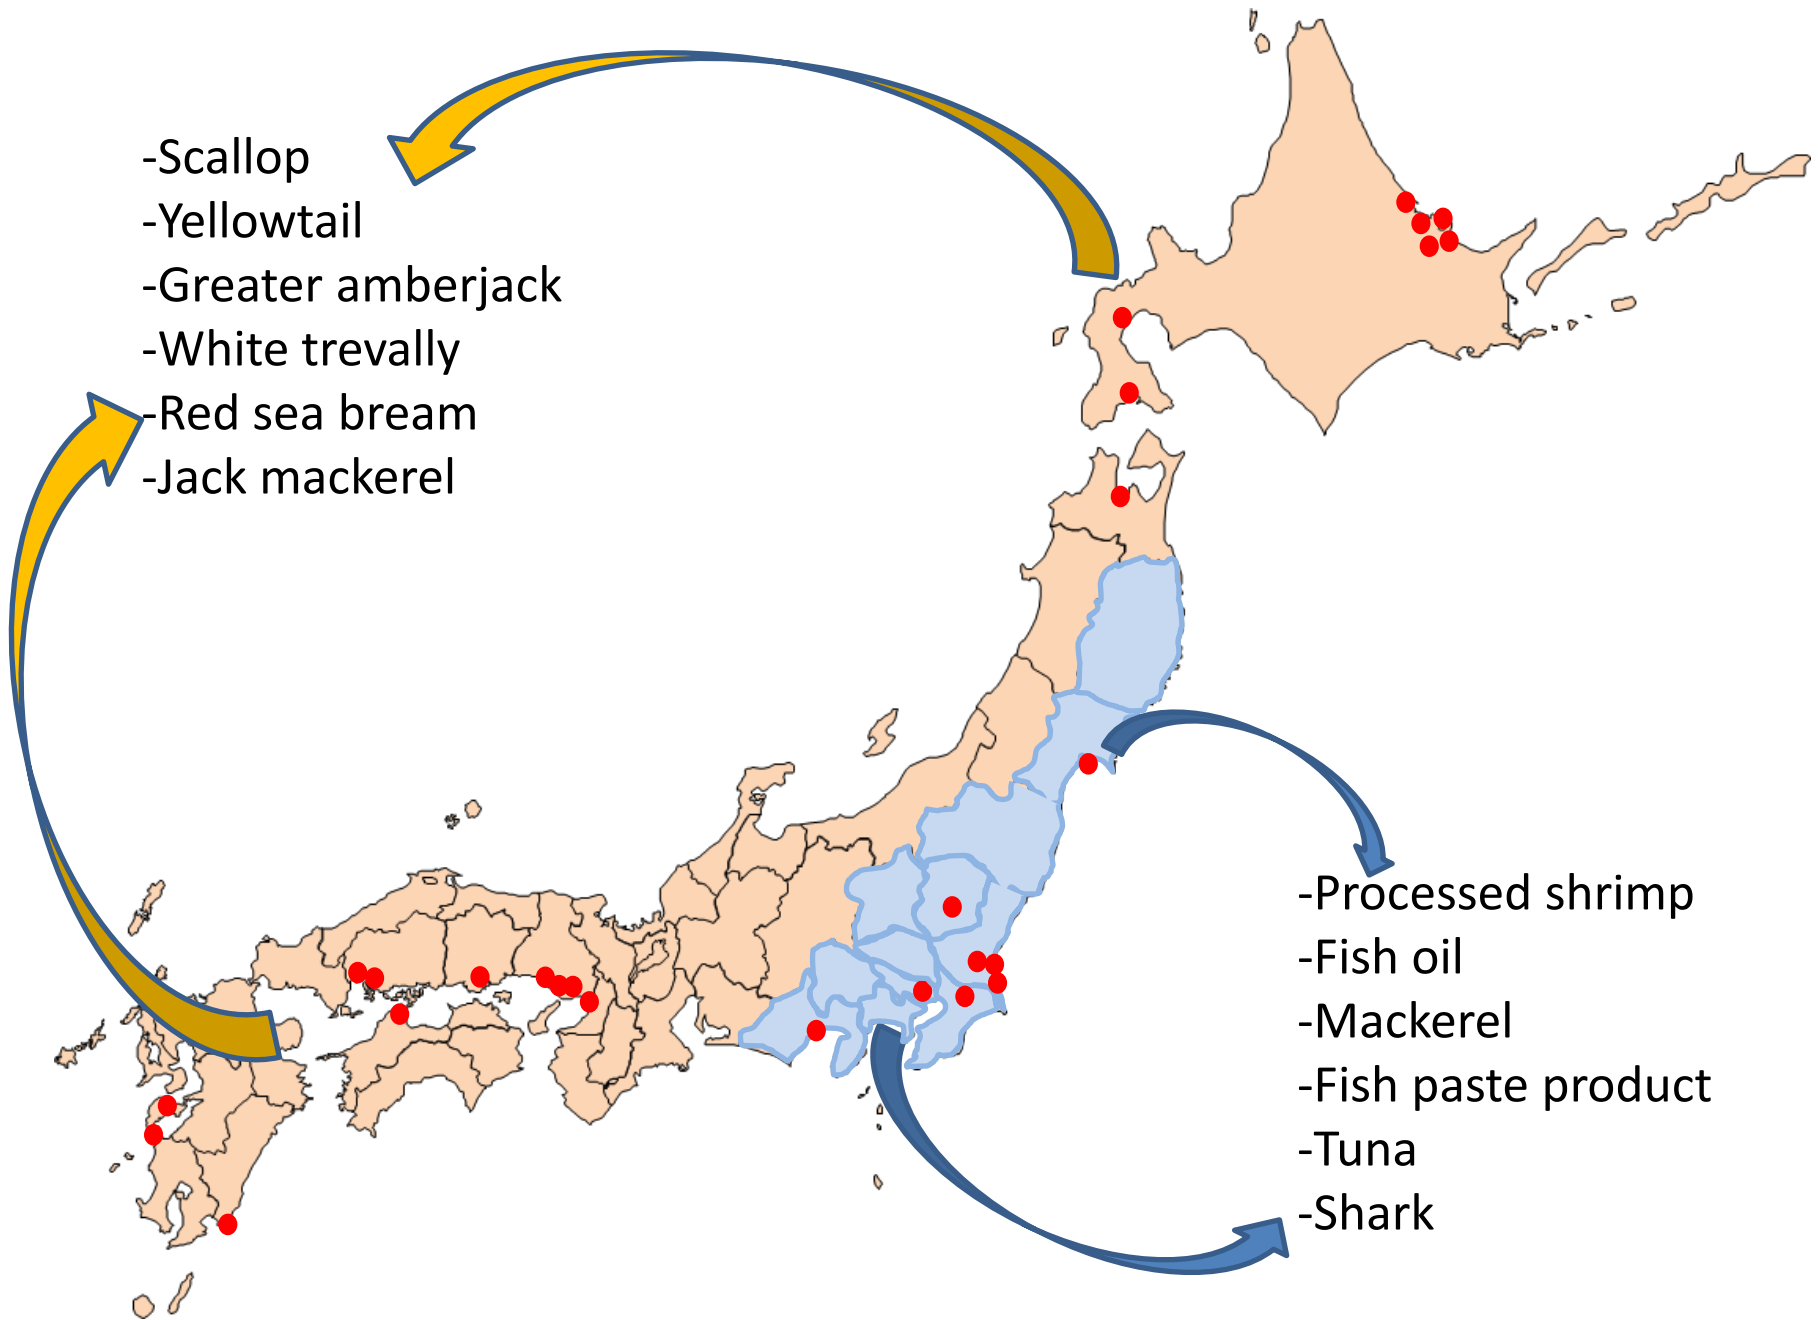 -Scallop
-Yellowtail
-Greater amberjack
-White trevally
-Red sea bream
-Jack mackerel
-Processed shrimp
-Fish oil
-Mackerel
-Fish paste product
-Tuna
-Shark